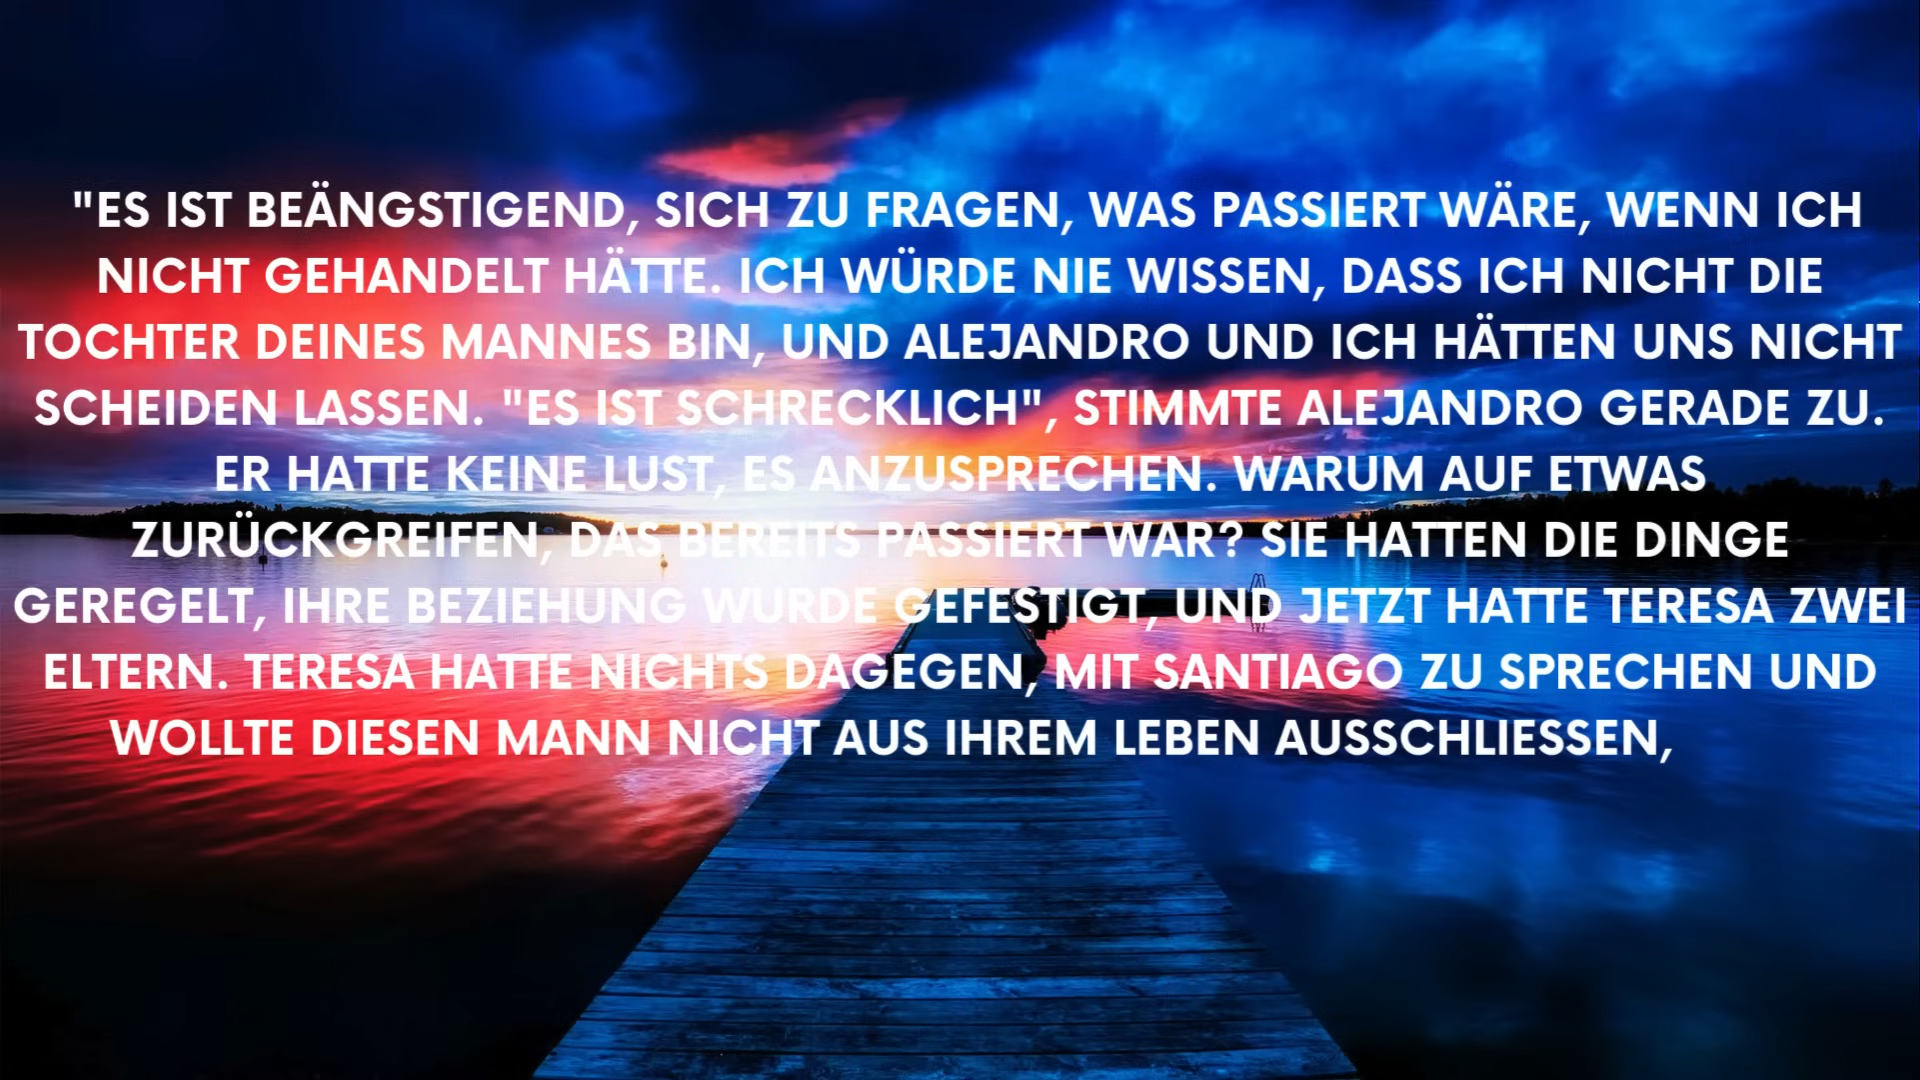 "ES IST BEÄNGSTIGEND, SICH ZU FRAGEN, WAS PASSIERT WÄRE, WENN ICH
NICHT GEHANDELT HÄTTE. ICH WÜRDE NIE WISSEN, DASS ICH NICHT DIE
TOCHTER DEINES MANNES BIN, UND ALEJANDRO UND ICH HÄTTEN UNS NICHT
SCHEIDEN LASSEN. "ES IST SCHRECKLICH", STIMMTE ALEJANDRO GERADE ZU.
ER HATTE KEINE LUST, ES ANZUSPRECHEN. WARUM AUF ETWAS
ZURÜCKGREIFEN, DAS BEREITS PASSIERT WAR? SIE HATTEN DIE DINGE
GEREGELT, IHRE BEZIEHUNG WURDE GEFESTIGT, UND JETZT HATTE TERESA ZWEI
ELTERN. TERESA HATTE NICHTS DAGEGEN, MIT SANTIAGO ZU SPRECHEN UND
WOLLTE DIESEN MANN NICHT AUS IHREM LEBEN AUSSCHLIESSEN,